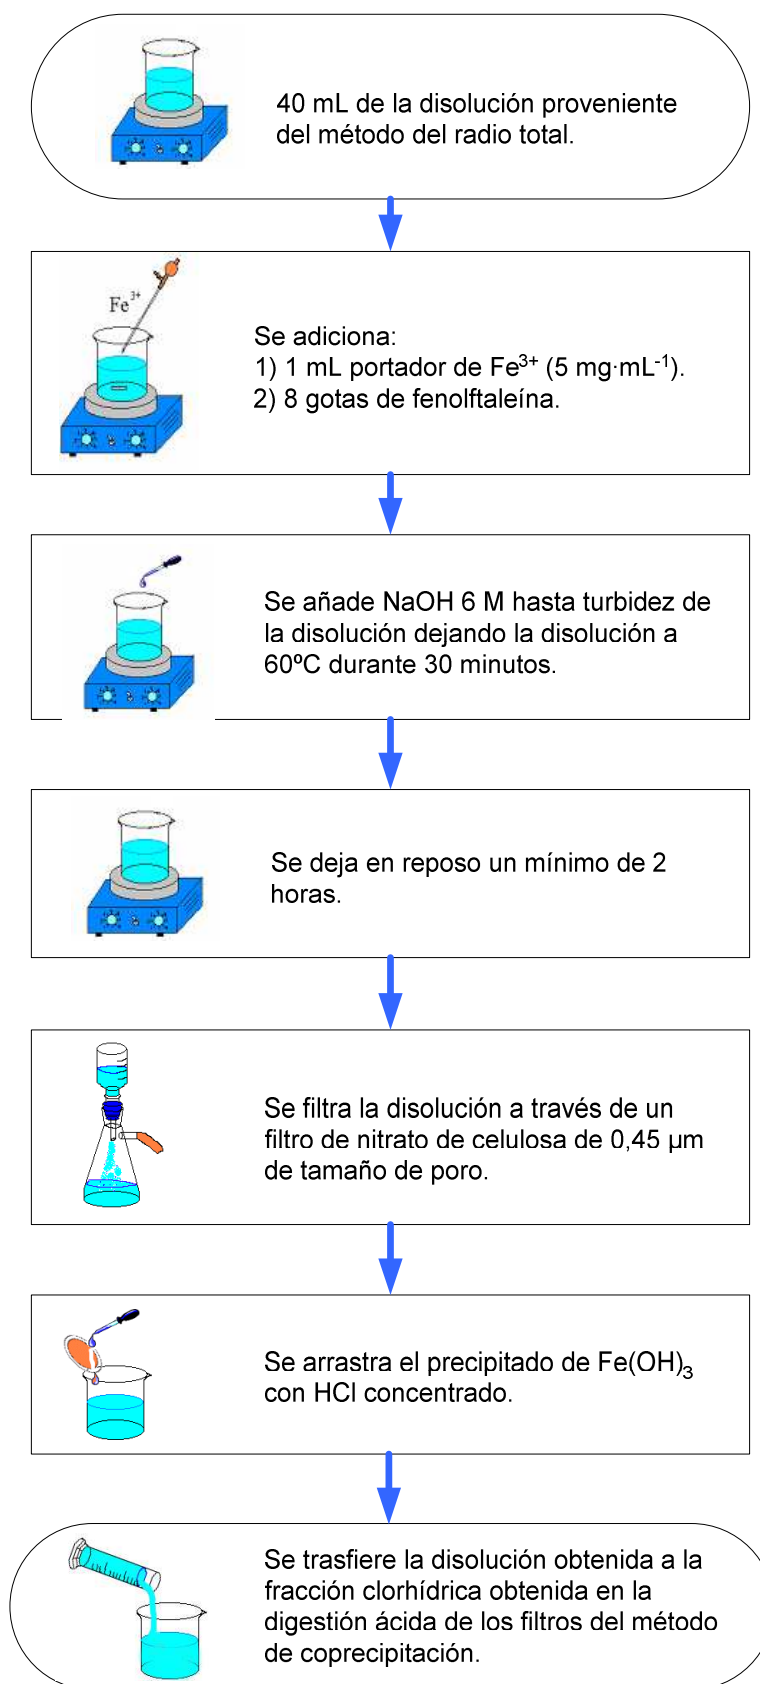 40 mL de la disolución proveniente
del método del radio total.
Fe³⁺
Se adiciona:
1) 1 mL portador de Fe³⁺ (5 mg·mL⁻¹).
2) 8 gotas de fenolftaleína.
Se añade NaOH 6 M hasta turbidez de
la disolución dejando la disolución a
60ºC durante 30 minutos.
Se deja en reposo un mínimo de 2
horas.
Se filtra la disolución a través de un
filtro de nitrato de celulosa de 0,45 µm
de tamaño de poro.
Se arrastra el precipitado de Fe(OH)₃
con HCl concentrado.
Se trasfiere la disolución obtenida a la
fracción clorhídrica obtenida en la
digestión ácida de los filtros del método
de coprecipitación.